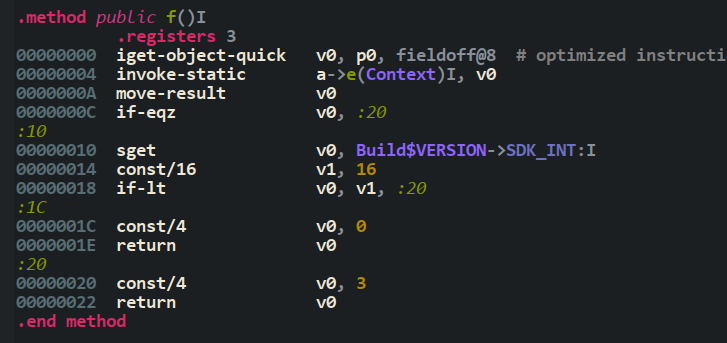 .method public f()I
.registers 3
00000000 iget-object-quick v0, p0, fieldoff@8 # optimized instructi
00000004 invoke-static a->e(Context)I, v0
0000000A move-result v0
0000000C if-eqz v0, :20
:10
00000010 sget v0, Build$VERSION->SDK_INT:I
00000014 const/16 v1, 16
00000018 if-lt v0, v1, :20
:1C
0000001C const/4 v0, 0
0000001E return v0
:20
00000020 const/4 v0, 3
00000022 return v0
.end method